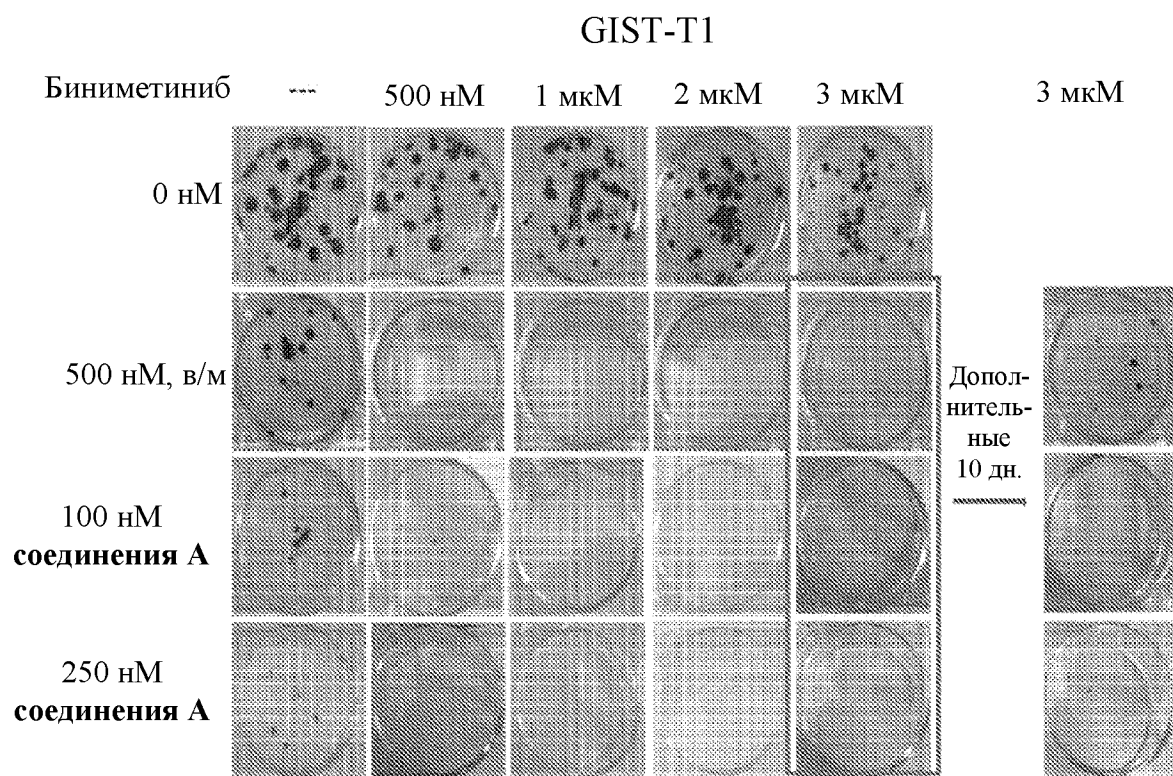 GIST-T1
Биниметиниб --- 500 нМ 1 мкМ 2 мкМ 3 мкМ 3 мкМ
0 нМ
500 нМ, в/м
Допол-
нитель-
ные
10 дн.
100 нМ
соединения А
250 нМ
соединения А